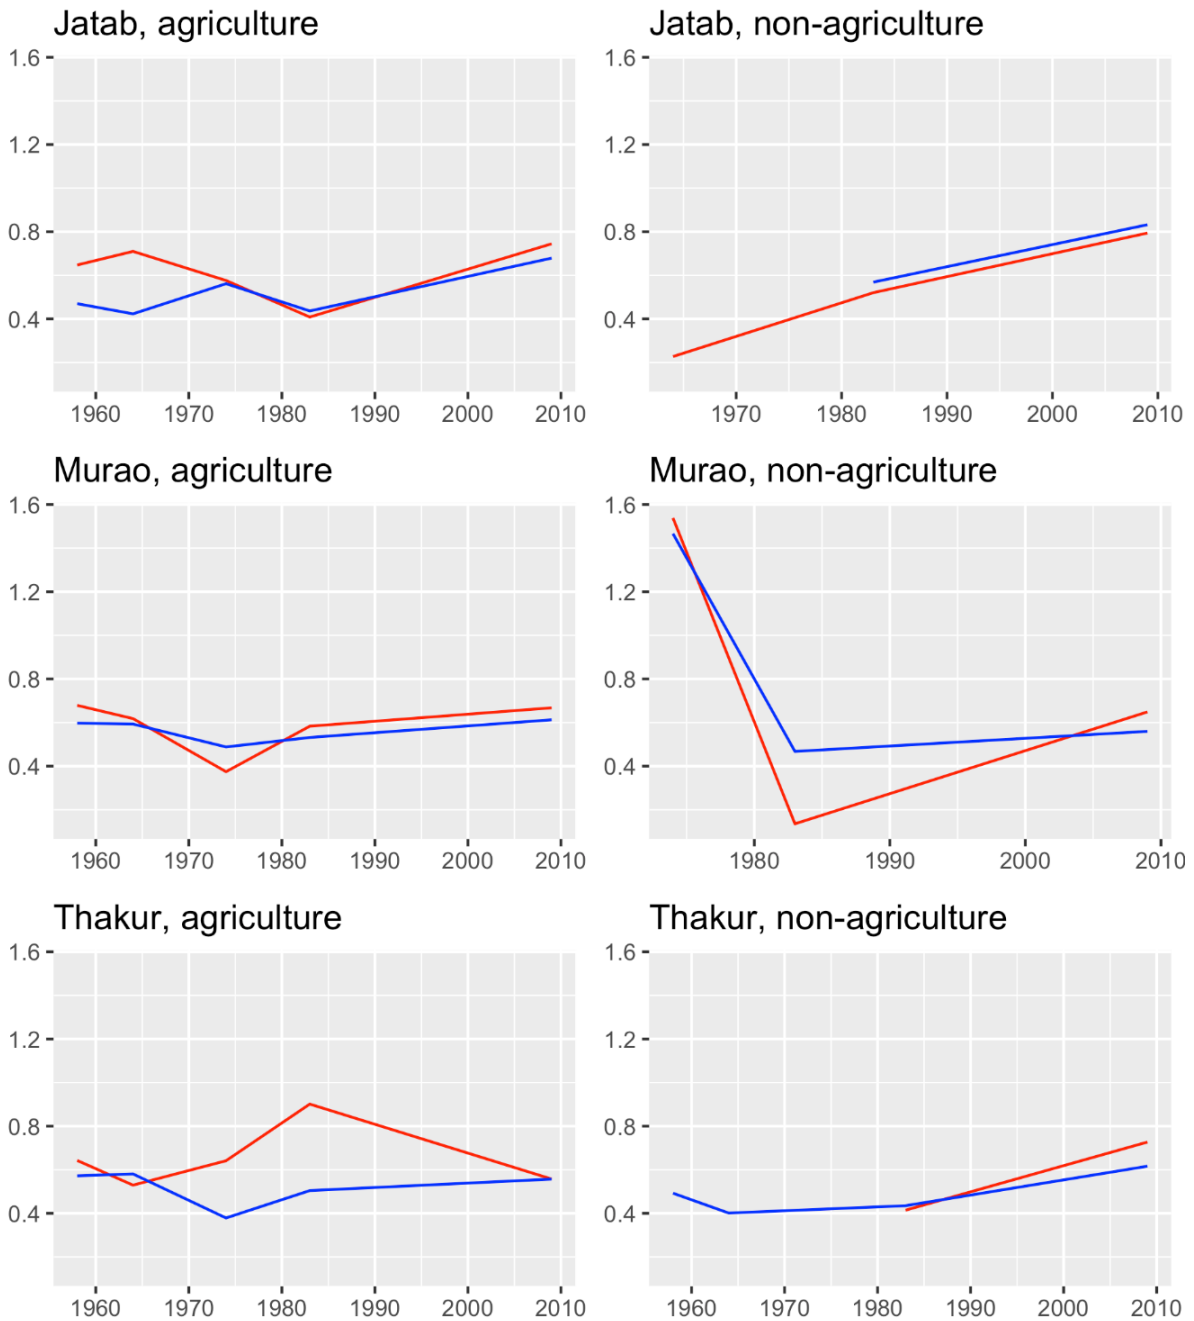 Jatab, agriculture
1.6
1.2
0.8
0.4
1960 1970 1980 1990 2000 2010
Jatab, non-agriculture
1.6
1.2
0.8
0.4
1970 1980 1990 2000 2010
Murao, agriculture
1.6
1.2
0.8
0.4
1960 1970 1980 1990 2000 2010
Murao, non-agriculture
1.6
1.2
0.8
0.4
1980 1990 2000 2010
Thakur, agriculture
1.6
1.2
0.8
0.4
1960 1970 1980 1990 2000 2010
Thakur, non-agriculture
1.6
1.2
0.8
0.4
1960 1970 1980 1990 2000 2010